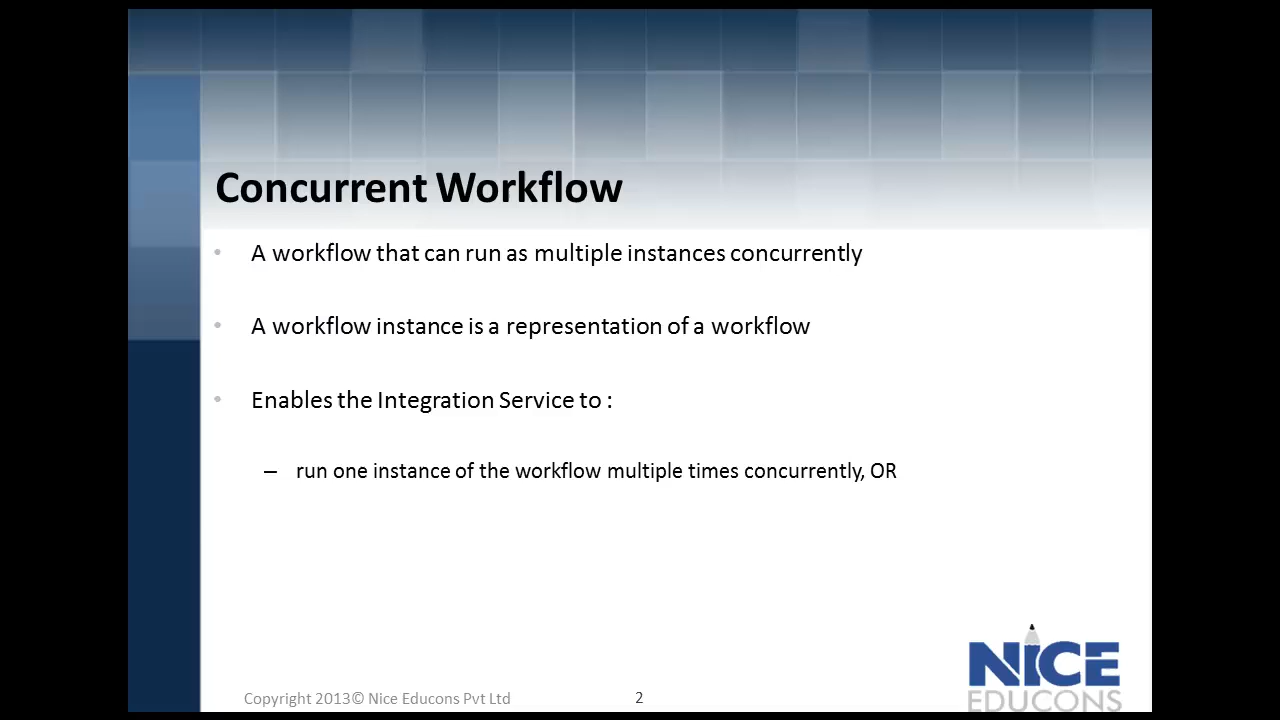 Concurrent Workflow
• A workflow that can run as multiple instances concurrently
• A workflow instance is a representation of a workflow
• Enables the Integration Service to :
– run one instance of the workflow multiple times concurrently, OR
NICE
EDUCONS
Copyright 2013© Nice Educons Pvt Ltd
2